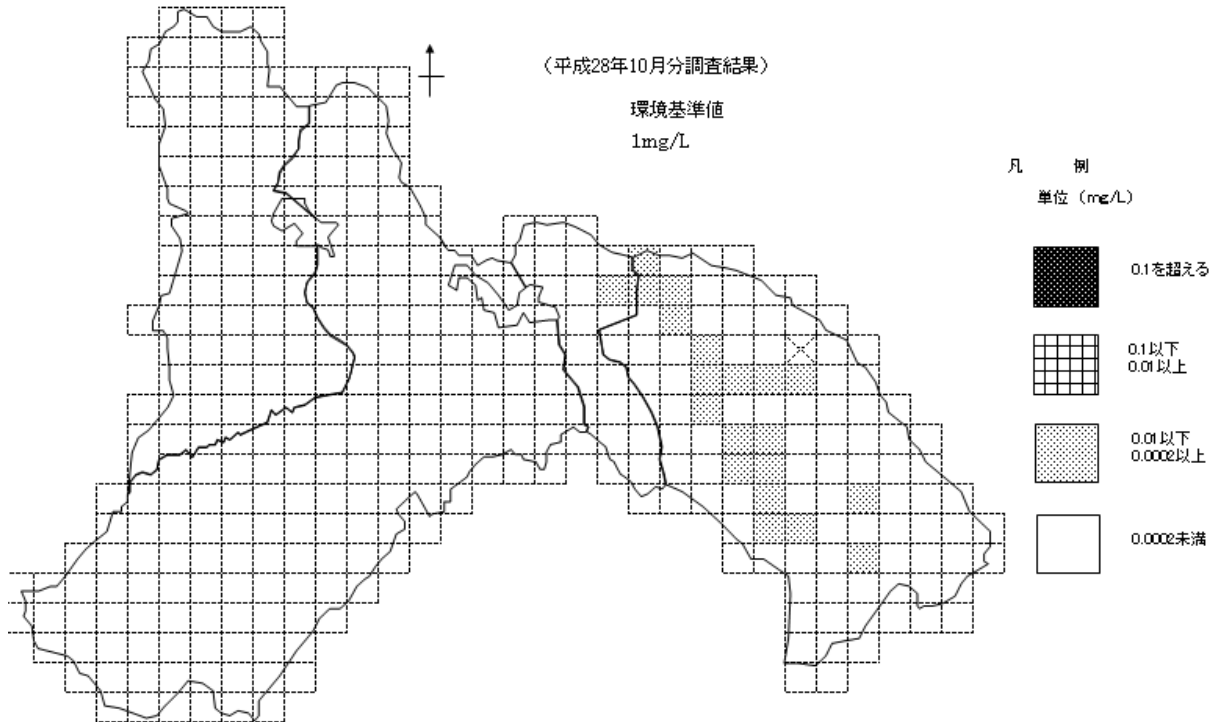 （平成28年10月分調査結果）
環境基準値
1mg/L
凡　例
単位（mg/L）
0.1を超える
0.1以下
0.01以上
0.01以下
0.0002以上
0.0002未満